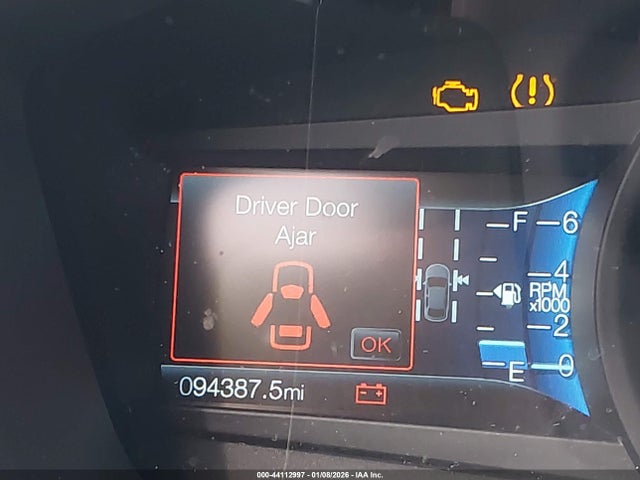 Driver Door
Ajar
OK
F
6
4
RPM
x1000
2
E
0
094387.5mi
000-44112997 - 01/08/2026 - IAA Inc.